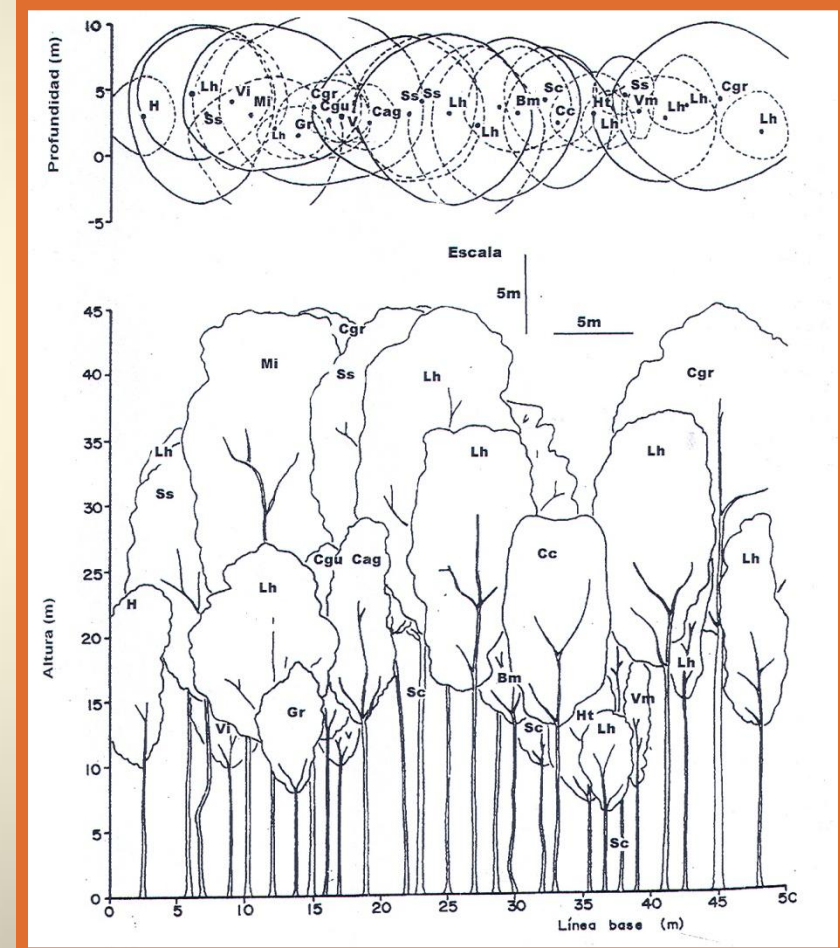 Profundidad (m)
10
5
0
-5
H
Lh
Ss
Vi
Mi
Lh
Gr
Cgr
Cgu
V
Cag
Ss
Ss
Lh
Lh
Bm
Sc
Cc
Ht
Lh
Ss
Vm
Lh
Lh
Cgr
Lh
Escala
5m
5m
Altura (m)
45
40
35
30
25
20
15
10
5
0
Mi
Cgr
Ss
Lh
Cgr
Lh
Ss
Lh
Lh
H
Lh
Cgu
Cag
Cc
Lh
Gr
Sc
Bm
Lh
Vi
v
Sc
Ht
Lh
Vm
Sc
0 5 10 15 20 25 30 35 40 45 50
Línea base (m)